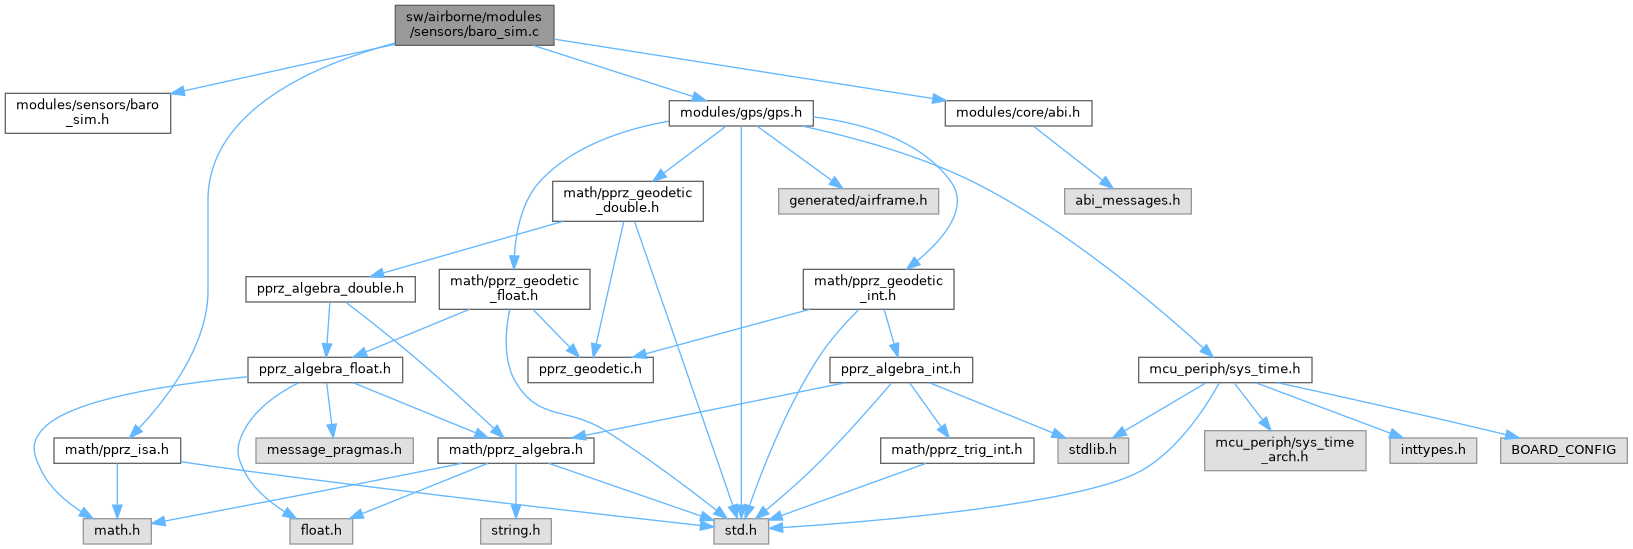 sw/airborne/modules
/sensors/baro_sim.c
modules/sensors/baro
_sim.h
modules/gps/gps.h
modules/core/abi.h
math/pprz_geodetic
_double.h
generated/airframe.h
abi_messages.h
pprz_algebra_double.h
math/pprz_geodetic
_float.h
math/pprz_geodetic
_int.h
pprz_algebra_float.h
pprz_geodetic.h
pprz_algebra_int.h
mcu_periph/sys_time.h
math/pprz_isa.h
message_pragmas.h
math/pprz_algebra.h
math/pprz_trig_int.h
stdlib.h
mcu_periph/sys_time
_arch.h
inttypes.h
BOARD_CONFIG
math.h
float.h
string.h
std.h